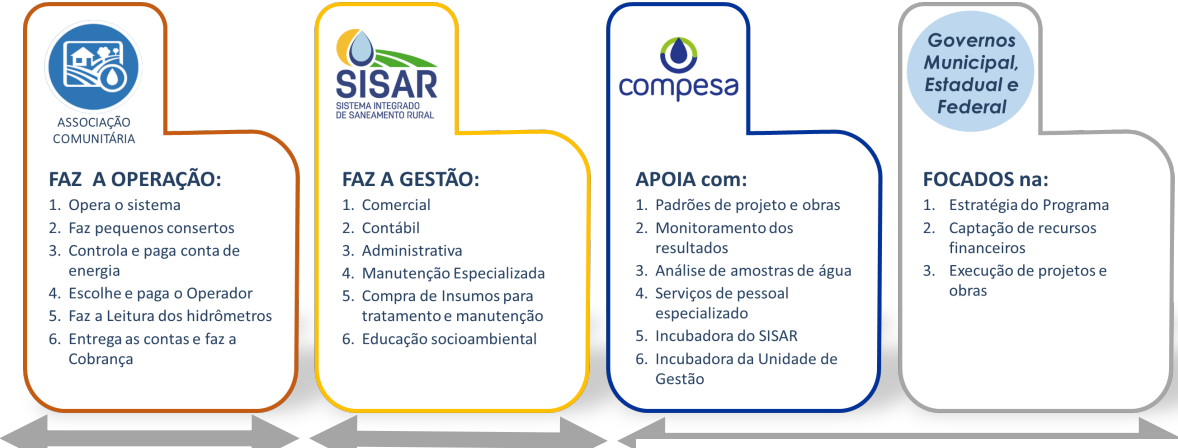 ASSOCIAÇÃO
COMUNITÁRIA
FAZ A OPERAÇÃO:
1. Opera o sistema
2. Faz pequenos consertos
3. Controla e paga conta de
energia
4. Escolhe e paga o Operador
5. Faz a Leitura dos hidrômetros
6. Entrega as contas e faz a
Cobrança
SISAR
SISTEMA INTEGRADO
DE SANEAMENTO RURAL
FAZ A GESTÃO:
1. Comercial
2. Contábil
3. Administrativa
4. Manutenção Especializada
5. Compra de Insumos para
tratamento e manutenção
6. Educação socioambiental
compesa
APOIA com:
1. Padrões de projeto e obras
2. Monitoramento dos
resultados
3. Análise de amostras de água
4. Serviços de pessoal
especializado
5. Incubadora do SISAR
6. Incubadora da Unidade de
Gestão
Governos
Municipal,
Estadual e
Federal
FOCADOS na:
1. Estratégia do Programa
2. Captação de recursos
financeiros
3. Execução de projetos e
obras